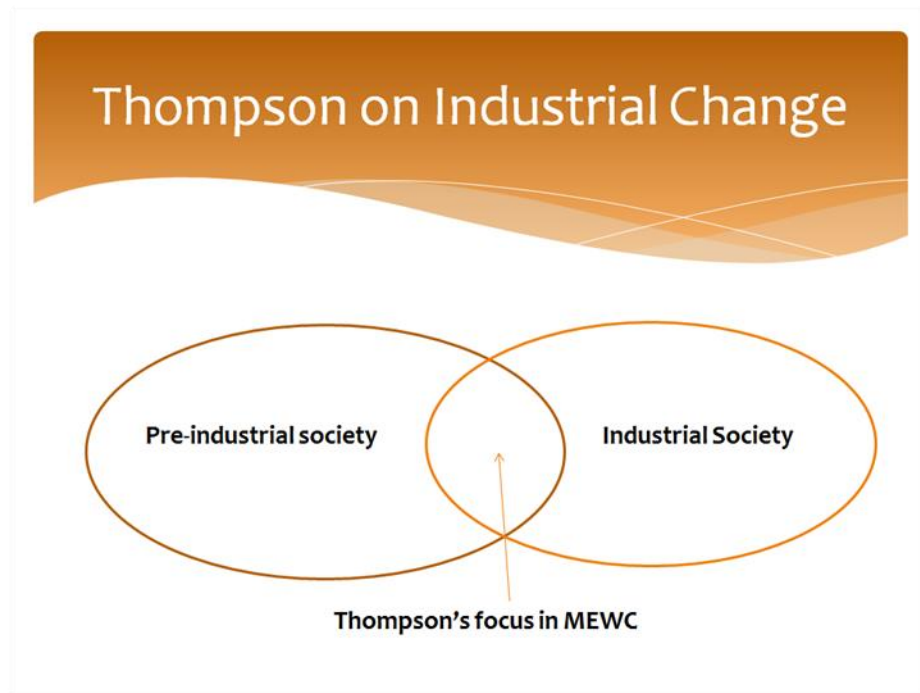 Thompson on Industrial Change
Pre-industrial society
Industrial Society
Thompson's focus in MEWC